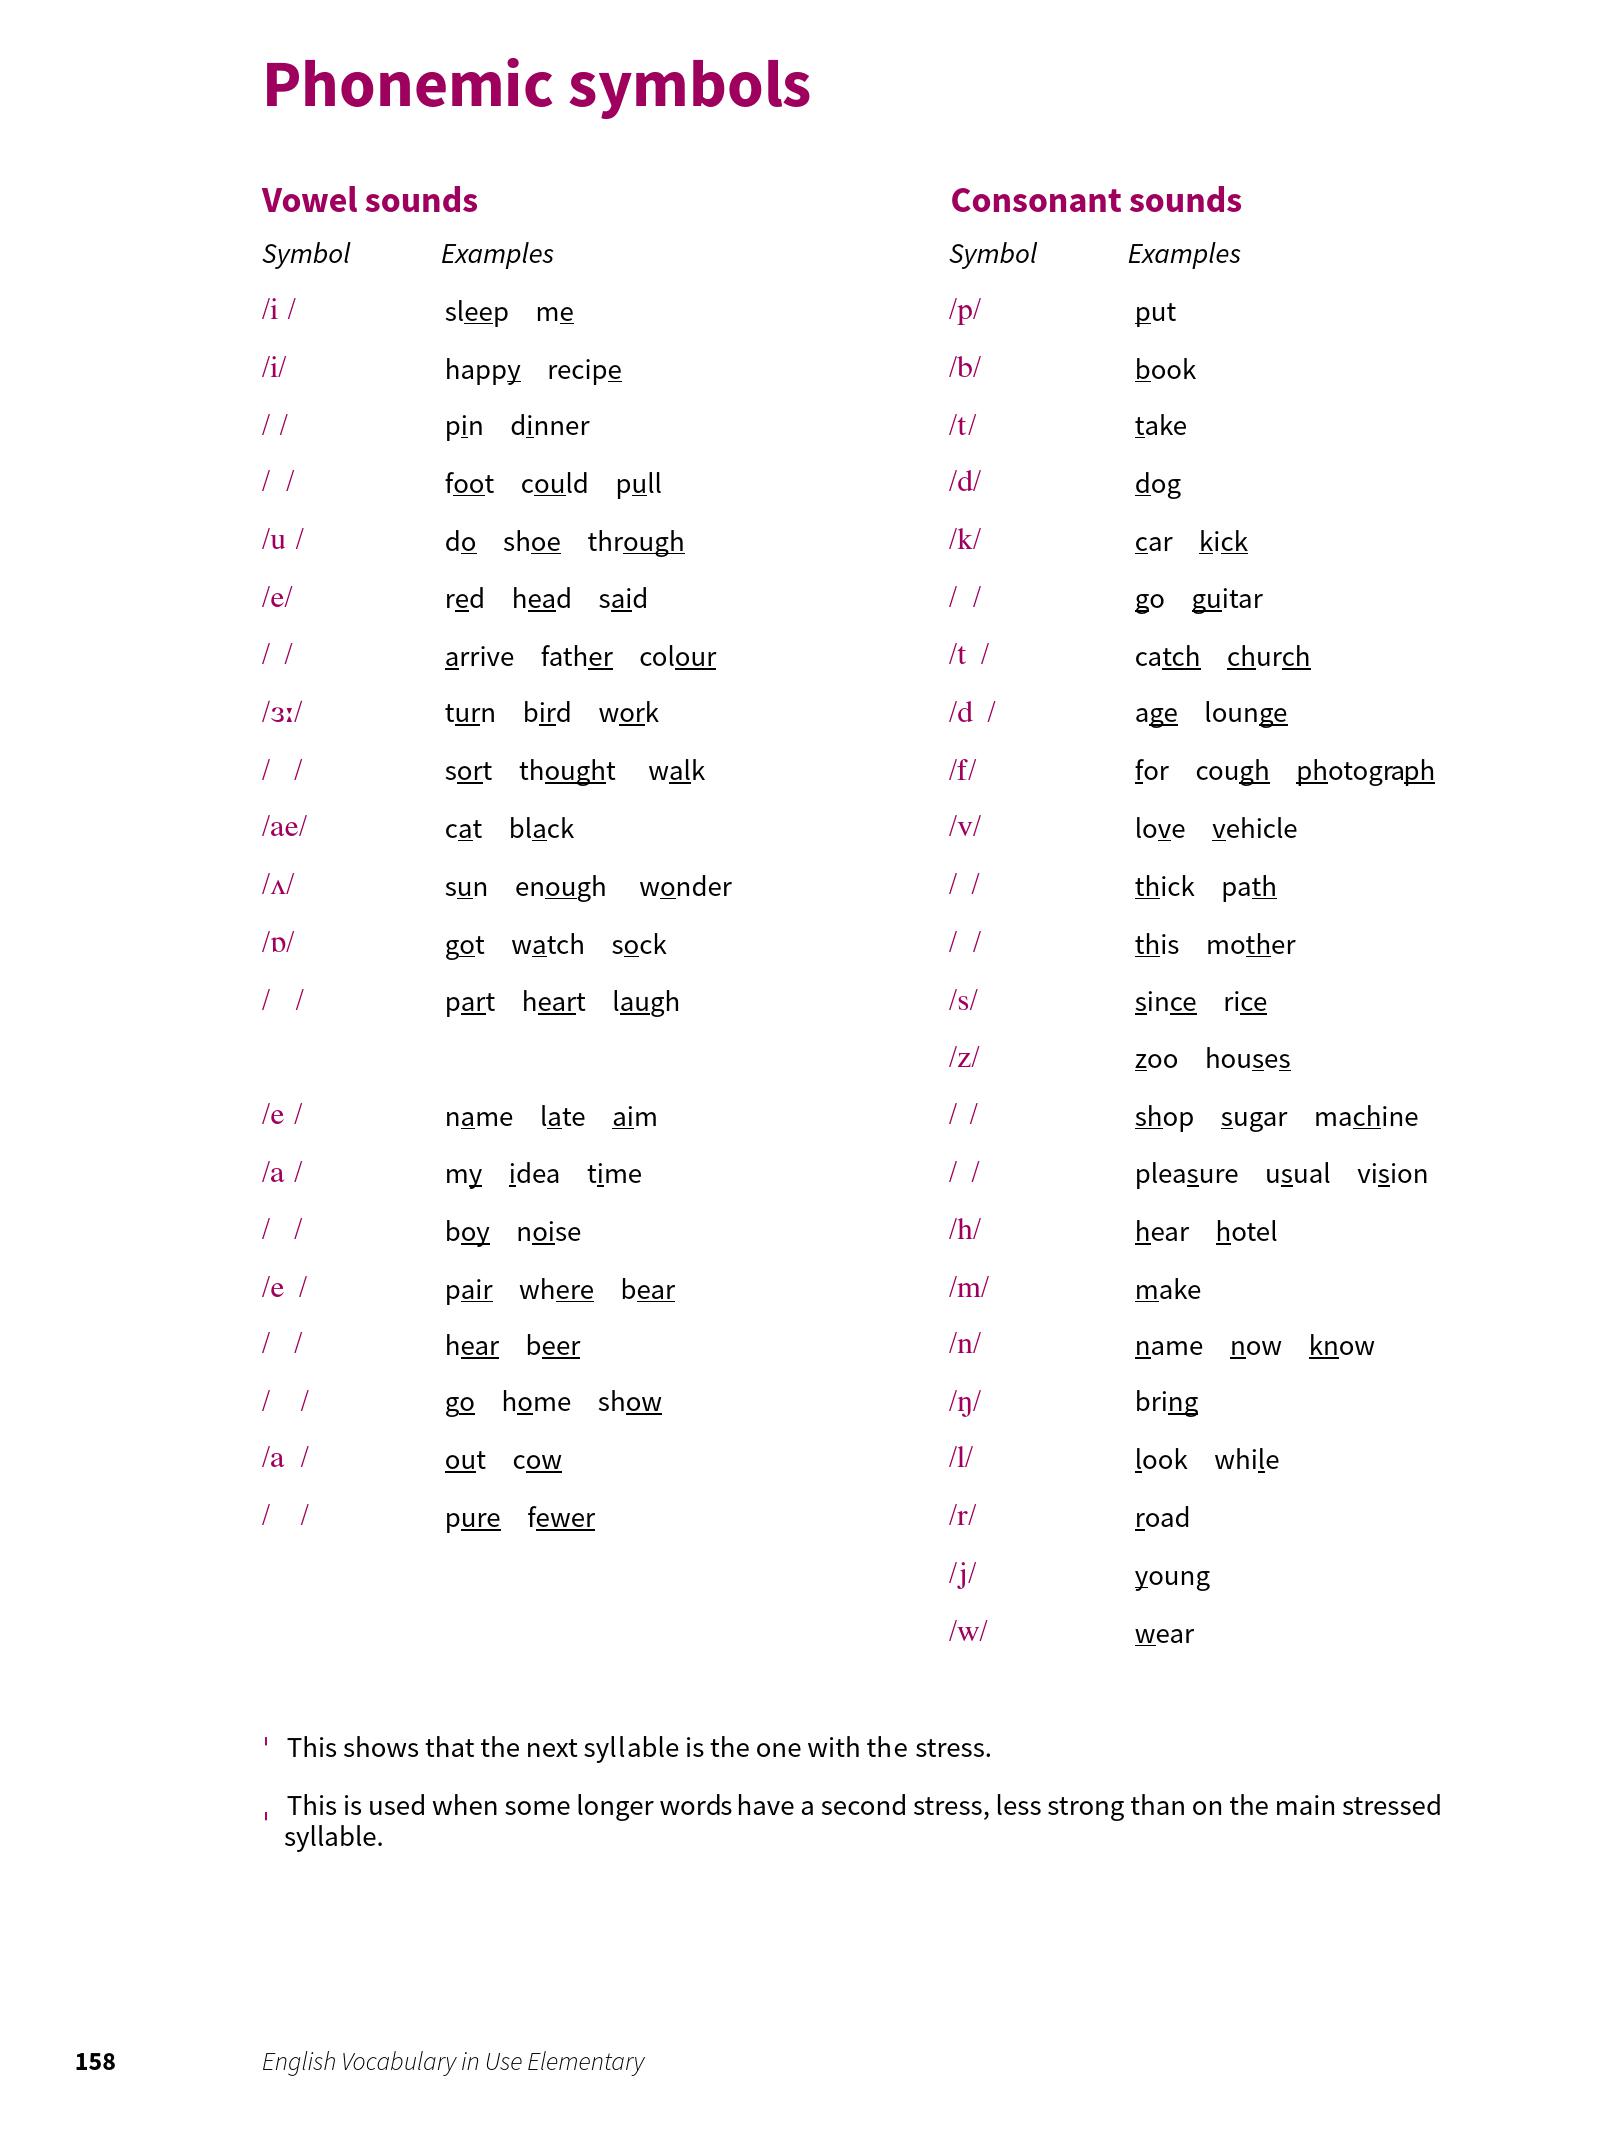 Phonemic symbols
Vowel sounds
Symbol Examples
/i / sleep me
/i/ happy recipe
/ / pin dinner
/ / foot could pull
/u / do shoe through
/e/ red head said
/ / arrive father colour
/ɜː/ turn bird work
/ / sort thought walk
/ae/ cat black
/ʌ/ sun enough wonder
/ɒ/ got watch sock
/ / part heart laugh
/e / name late aim
/a / my idea time
/ / boy noise
/e / pair where bear
/ / hear beer
/ / go home show
/a / out cow
/ / pure fewer
Consonant sounds
Symbol Examples
/p/ put
/b/ book
/t/ take
/d/ dog
/k/ car kick
/ / go guitar
/t / catch church
/d / age lounge
/f/ for cough photograph
/v/ love vehicle
/ / thick path
/ / this mother
/s/ since rice
/z/ zoo houses
/ / shop sugar machine
/ / pleasure usual vision
/h/ hear hotel
/m/ make
/n/ name now know
/ŋ/ bring
/l/ look while
/r/ road
/j/ young
/w/ wear
ˈ This shows that the next syllable is the one with the stress.
ˌ This is used when some longer words have a second stress, less strong than on the main stressed
syllable.
158 English Vocabulary in Use Elementary